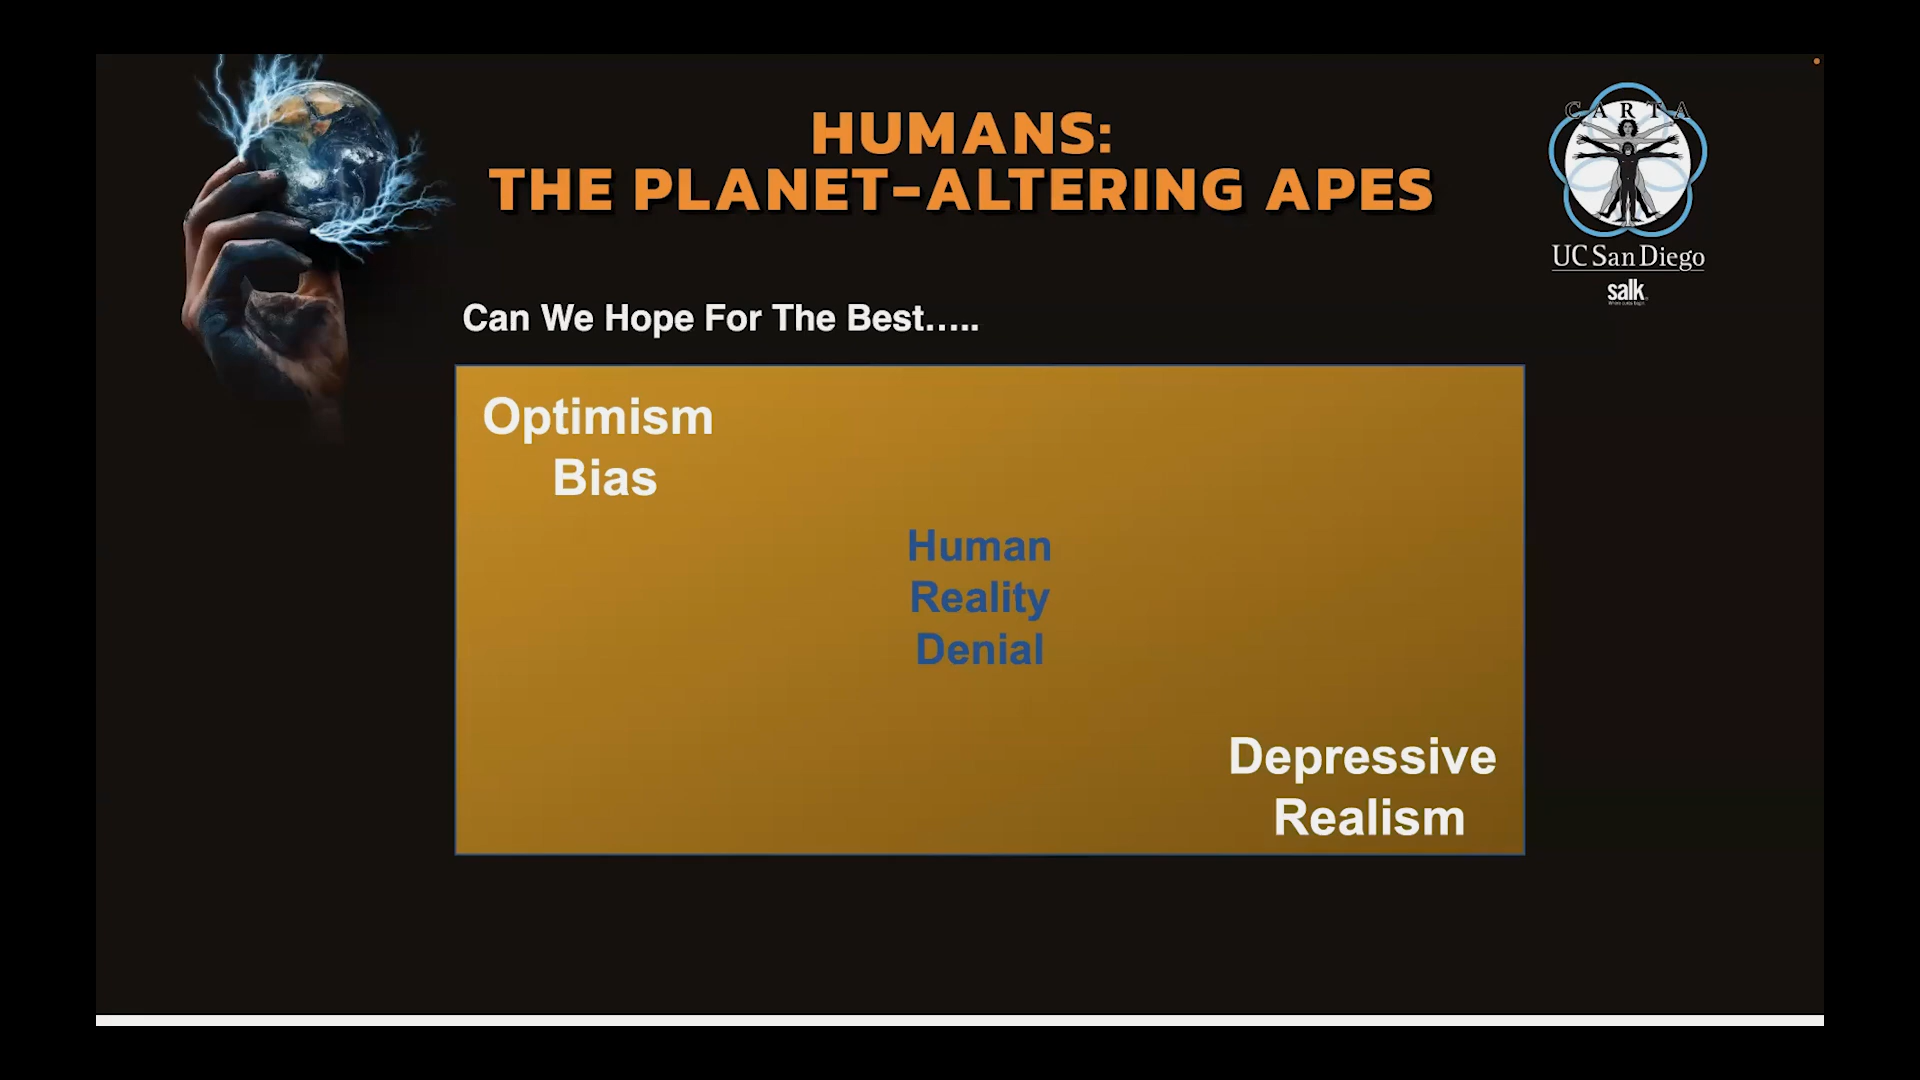 HUMANS:
THE PLANET-ALTERING APES
CARTA
UC San Diego
salk
Can We Hope For The Best.....
Optimism
Bias
Human
Reality
Denial
Depressive
Realism